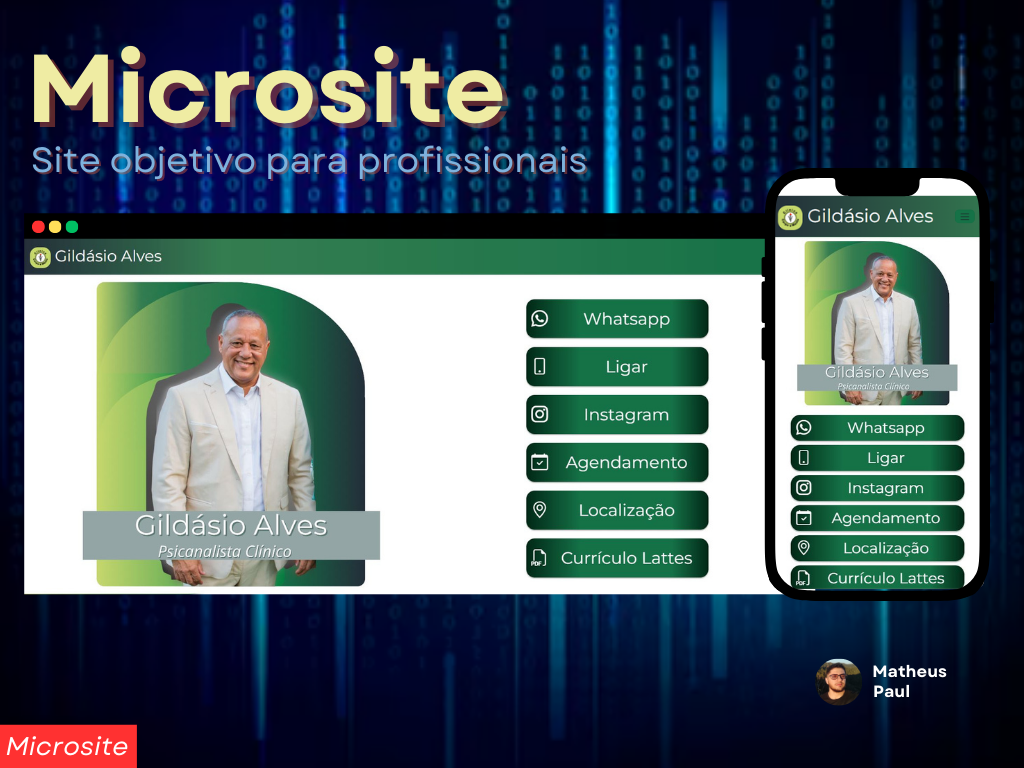 Microsite
Site objetivo para profissionais
Gildásio Alves
Gildásio Alves
Psicanalista Clínico
Whatsapp
Ligar
Instagram
Agendamento
Localização
PDF
Currículo Lattes
Gildásio Alves
Gildásio Alves
Psicanalista Clínico
Whatsapp
Ligar
Instagram
Agendamento
Localização
PDF
Currículo Lattes
Matheus
Paul
Microsite